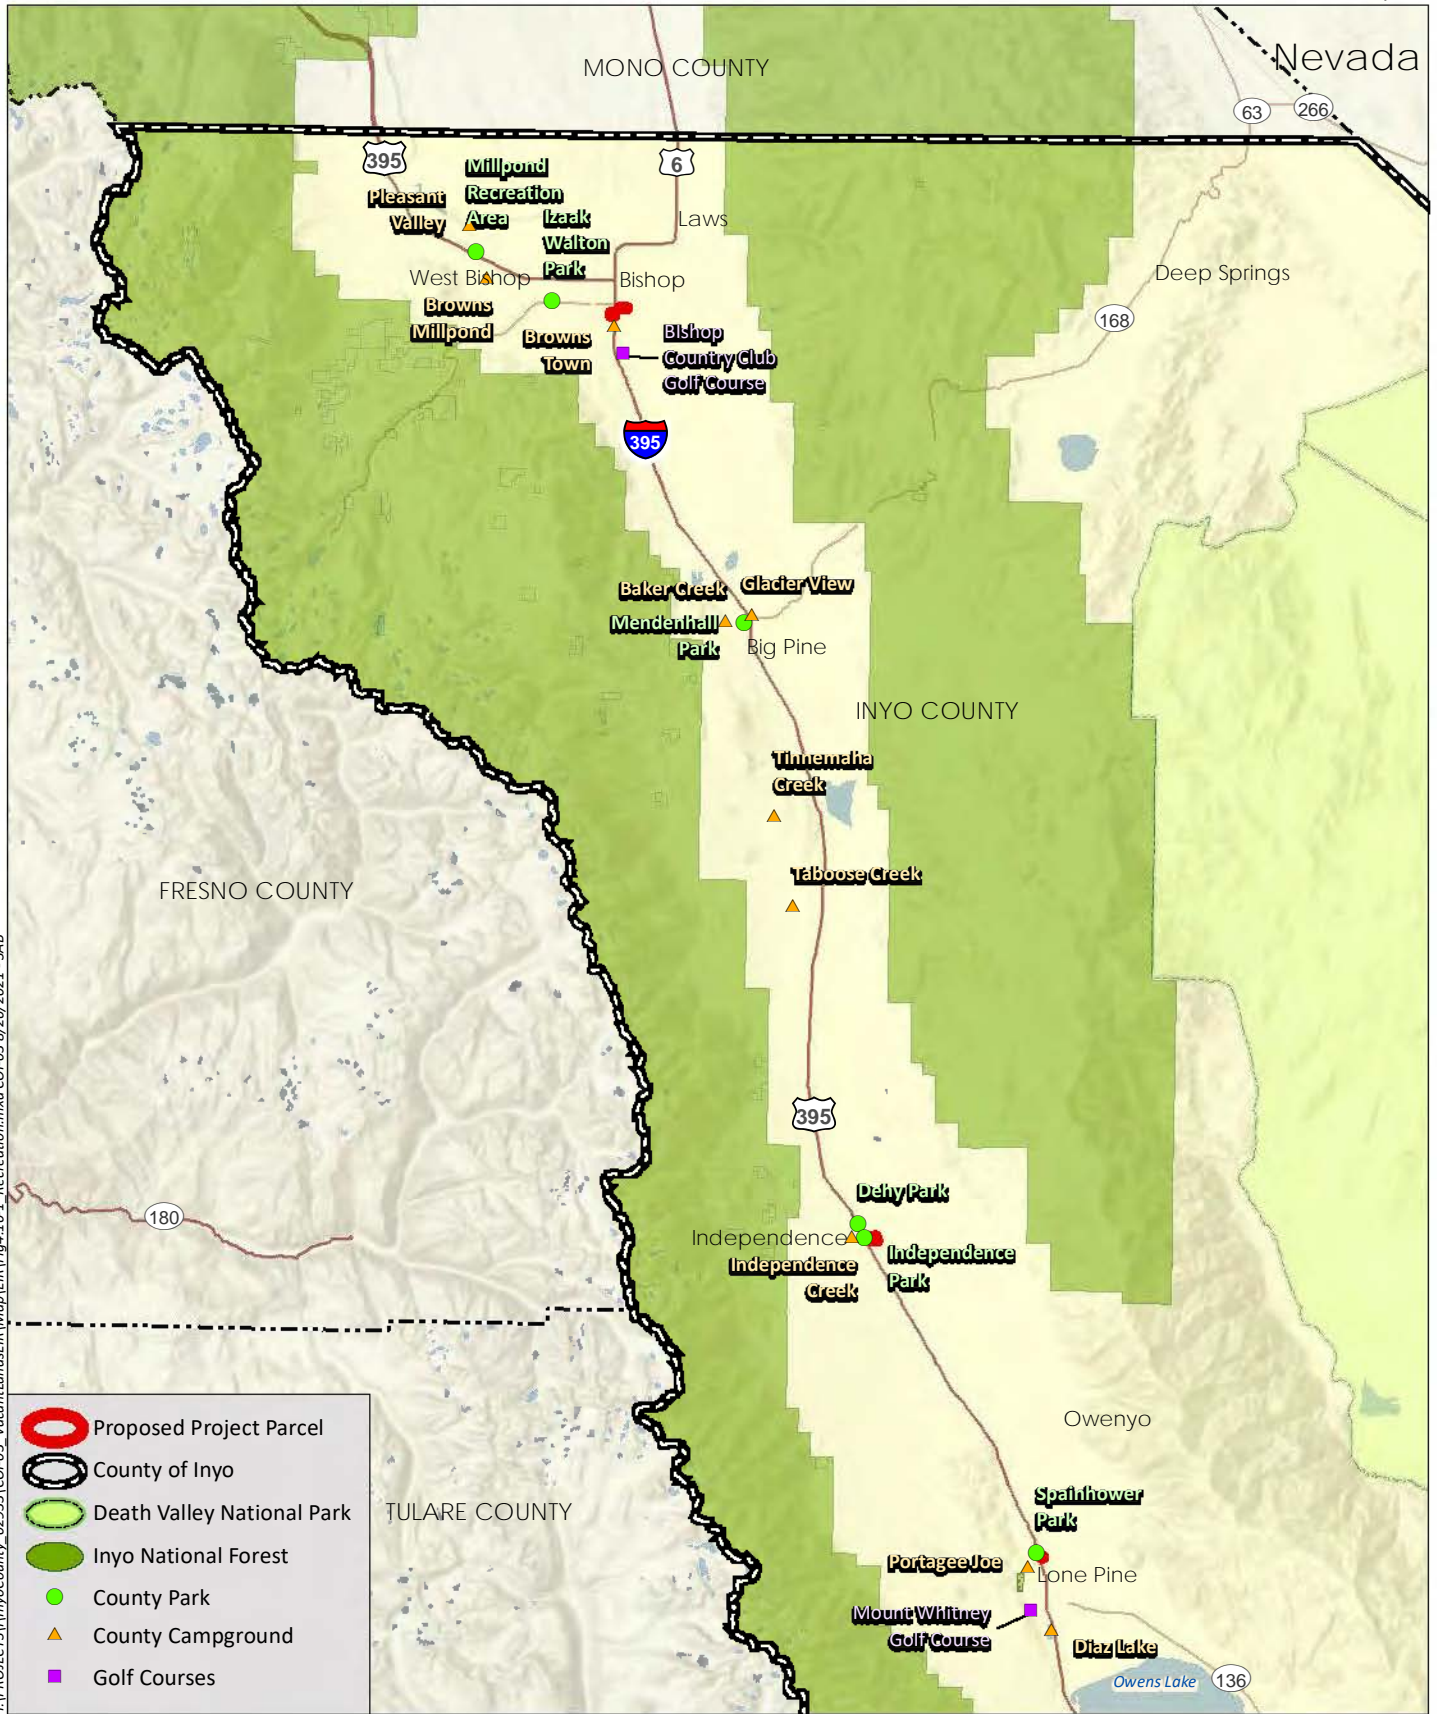 Nevada
MONO COUNTY
63
266
395
6
Millpond
Recreation
Area
Pleasant
Valley
Izaak
Walton
Park
Laws
West Bishop
Bishop
Deep Springs
Browns
Millpond
Browns
Town
BIshop
Country Club
Golf Course
168
395
Baker Creek
Glacier View
Mendenhall
Park
Big Pine
INYO COUNTY
Tinnemaha
Creek
Taboose Creek
FRESNO COUNTY
395
Dehy Park
180
Independence
Independence
Creek
Independence
Park
Owenyo
Proposed Project Parcel
County of Inyo
Death Valley National Park
Inyo National Forest
County Park
County Campground
Golf Courses
TULARE COUNTY
Spainhower
Park
Portagee Joe
Lone Pine
Mount Whitney
Golf Course
Diaz Lake
Owens Lake
136